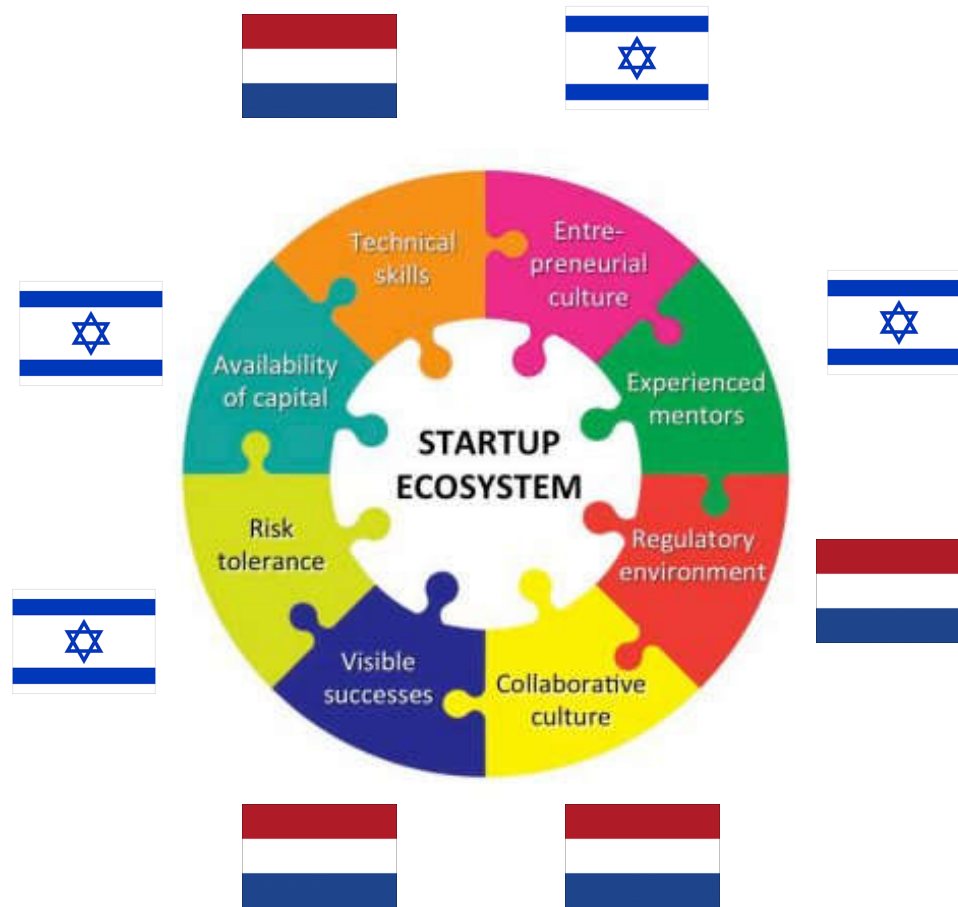 Technical
skills
Entre-
preneurial
culture
Availability
of capital
Experienced
mentors
STARTUP
ECOSYSTEM
Risk
tolerance
Regulatory
environment
Visible
successes
Collaborative
culture